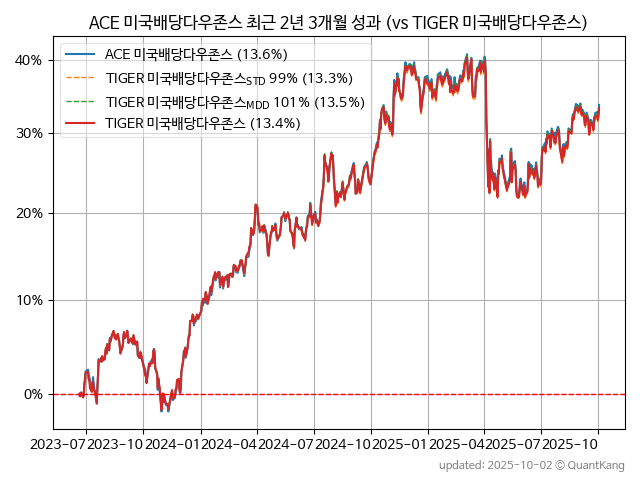 ACE 미국배당다우존스 최근 2년 3개월 성과 (vs TIGER 미국배당다우존스)
ACE 미국배당다우존스 (13.6%)
TIGER 미국배당다우존스STD 99% (13.3%)
TIGER 미국배당다우존스MDD 101% (13.5%)
TIGER 미국배당다우존스 (13.4%)
40%
30%
20%
10%
0%
2023-07 2023-10 2024-01 2024-04 2024-07 2024-10 2025-01 2025-04 2025-07 2025-10
updated: 2025-10-02 © QuantKang